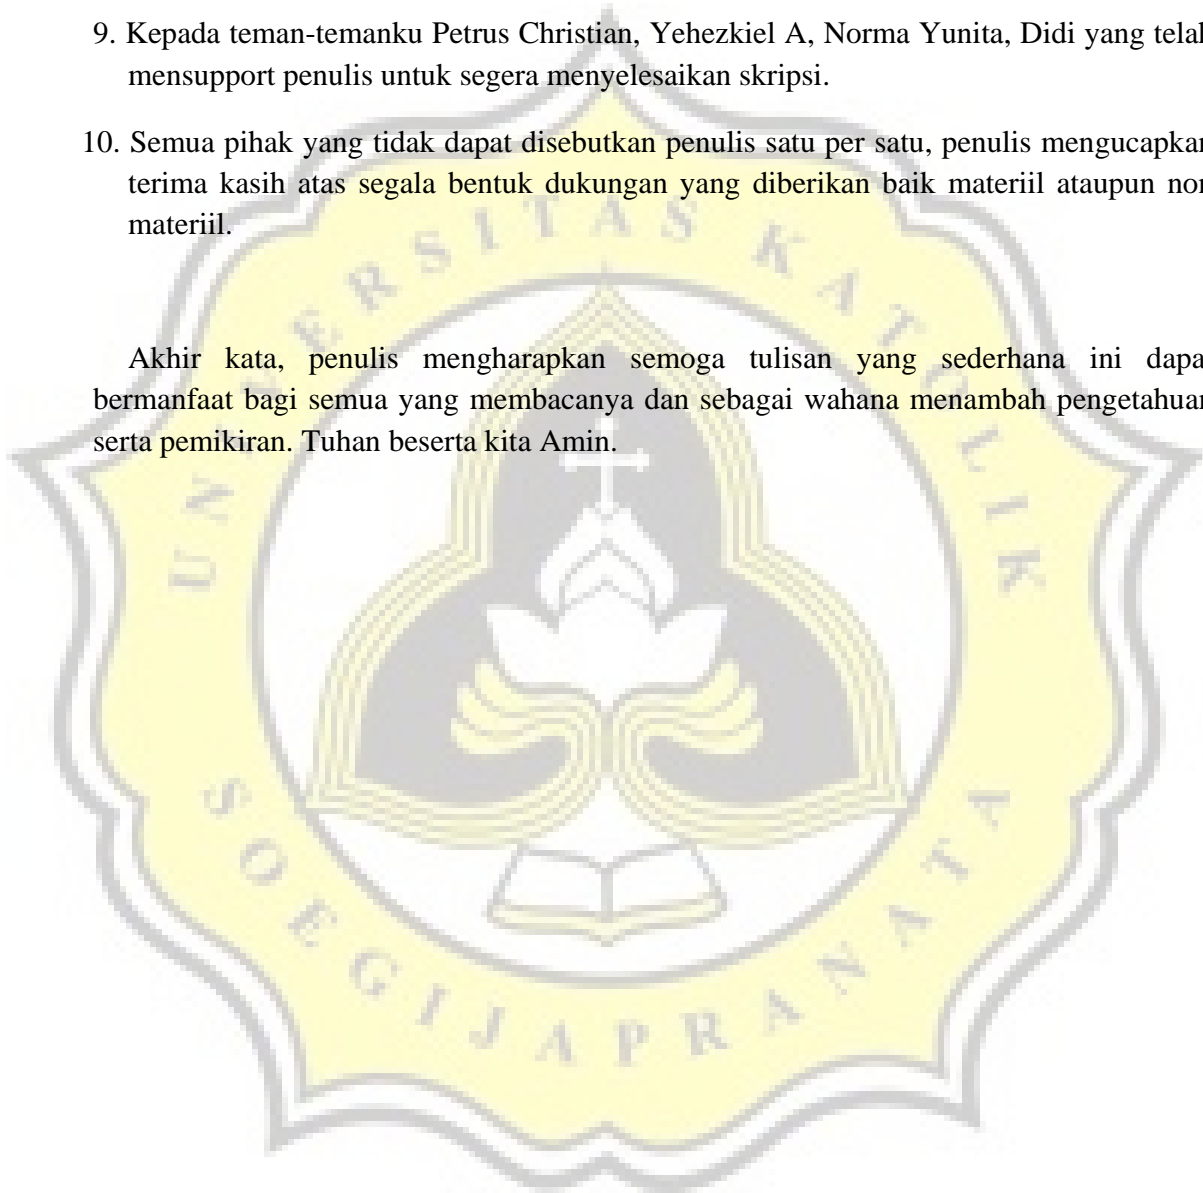 9. Kepada teman-temanku Petrus Christian, Yehezkiel A, Norma Yunita, Didi yang telah
mensupport penulis untuk segera menyelesaikan skripsi.
10. Semua pihak yang tidak dapat disebutkan penulis satu per satu, penulis mengucapkan
terima kasih atas segala bentuk dukungan yang diberikan baik materiil ataupun non
materiil.
Akhir kata, penulis mengharapkan semoga tulisan yang sederhana ini dapa
bermanfaat bagi semua yang membacanya dan sebagai wahana menambah pengetahuan
serta pemikiran. Tuhan beserta kita Amin.
UNIVERSITAS KATOLIK
SOEGIJAPRANATA